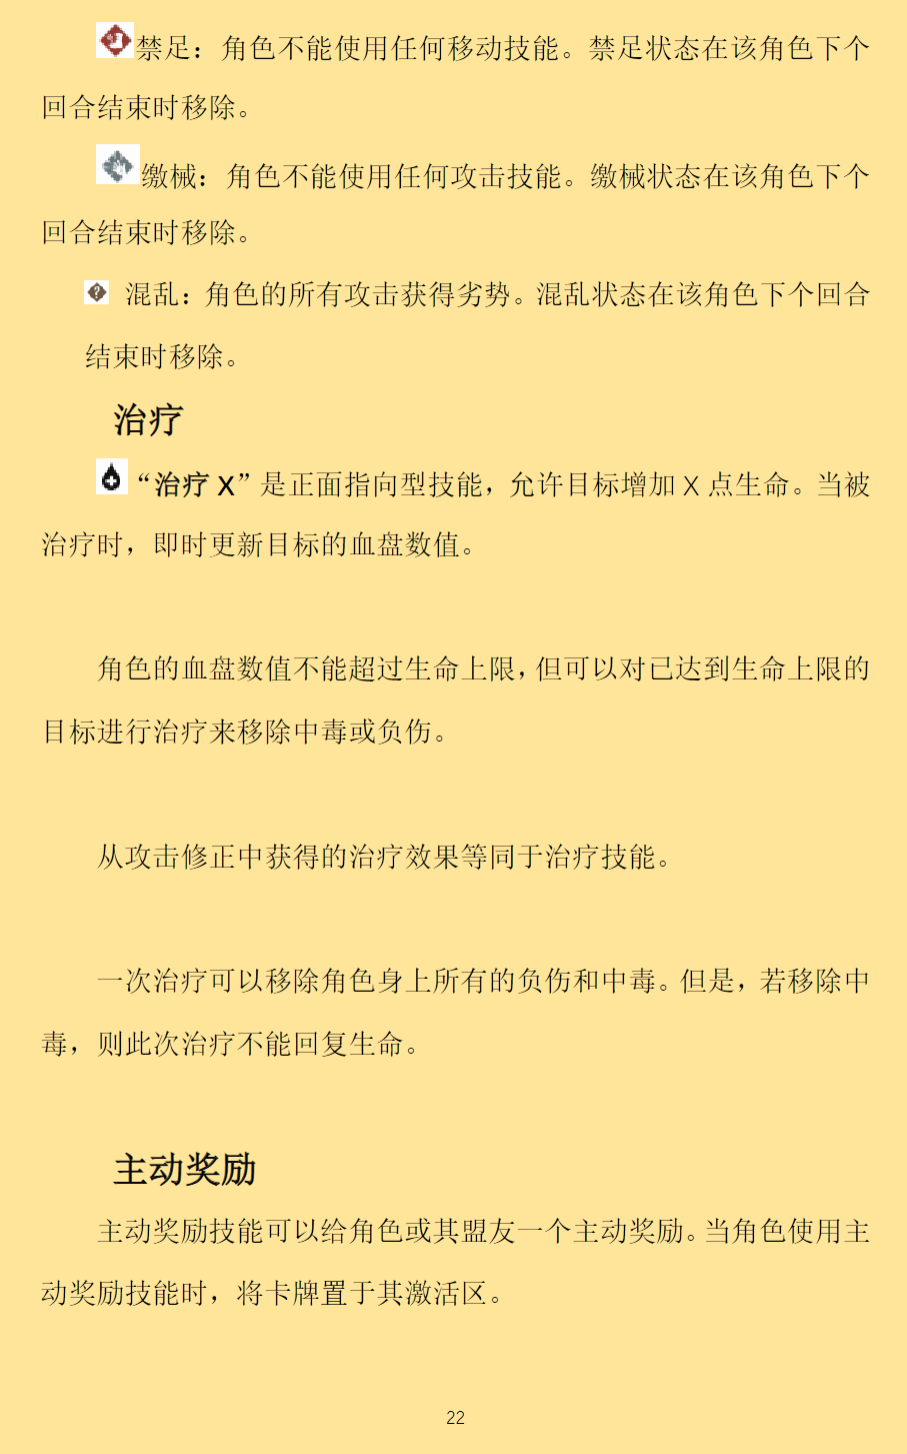 禁足：角色不能使用任何移动技能。禁足状态在该角色下个
回合结束时移除。
缴械：角色不能使用任何攻击技能。缴械状态在该角色下个
回合结束时移除。
混乱：角色的所有攻击获得劣势。混乱状态在该角色下个回合
结束时移除。
治疗
“治疗 X”是正面指向型技能，允许目标增加 X 点生命。当被
治疗时，即时更新目标的血盘数值。
角色的血盘数值不能超过生命上限，但可以对已达到生命上限的
目标进行治疗来移除中毒或负伤。
从攻击修正中获得的治疗效果等同于治疗技能。
一次治疗可以移除角色身上所有的负伤和中毒。但是，若移除中
毒，则此次治疗不能回复生命。
主动奖励
主动奖励技能可以给角色或其盟友一个主动奖励。当角色使用主
动奖励技能时，将卡牌置于其激活区。
22